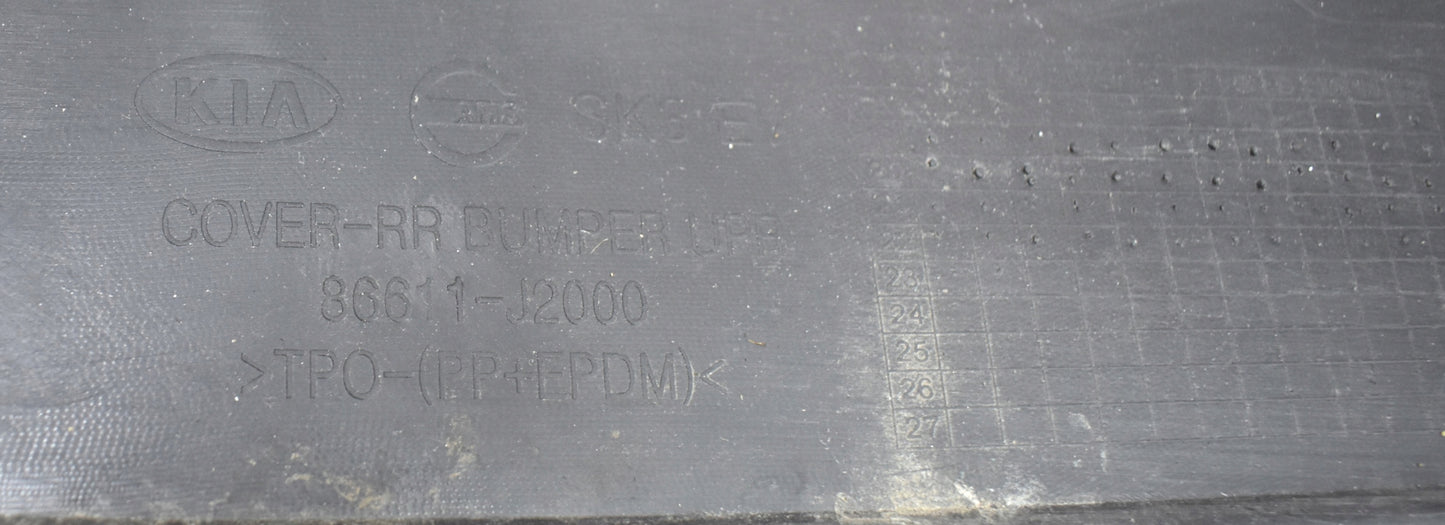 KIA
COVER-RR BUMPER UPR
86611-J2000
>TPO-(PP+EPDM)<
23
24
25
26
27